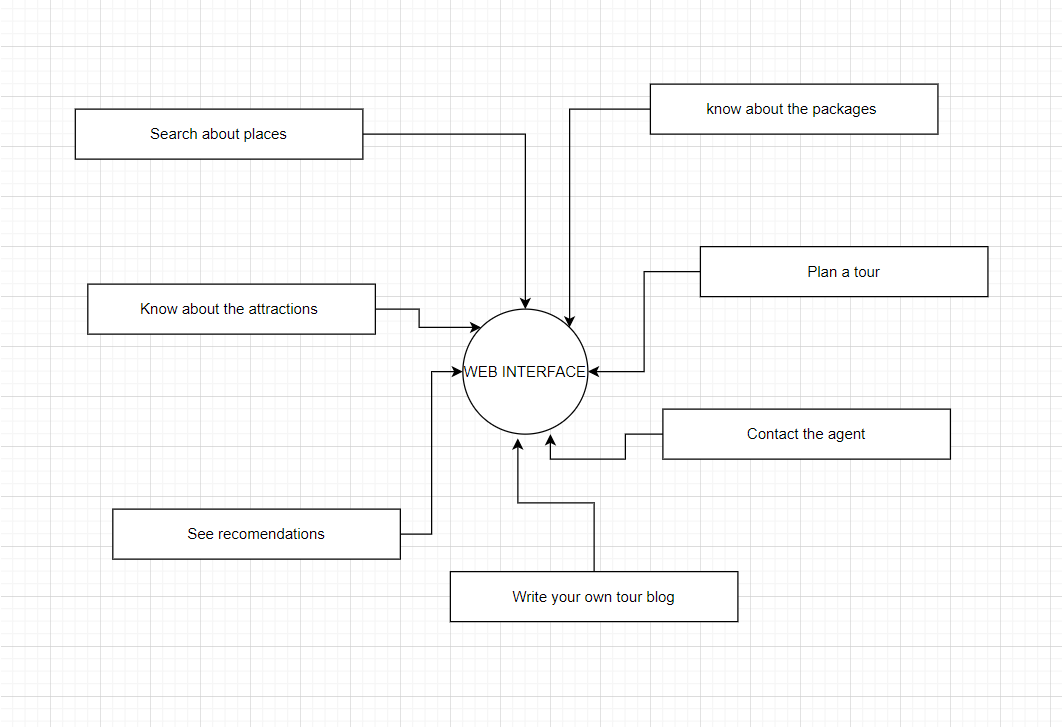 know about the packages
Search about places
Plan a tour
Know about the attractions
WEB INTERFACE
Contact the agent
See recomendations
Write your own tour blog